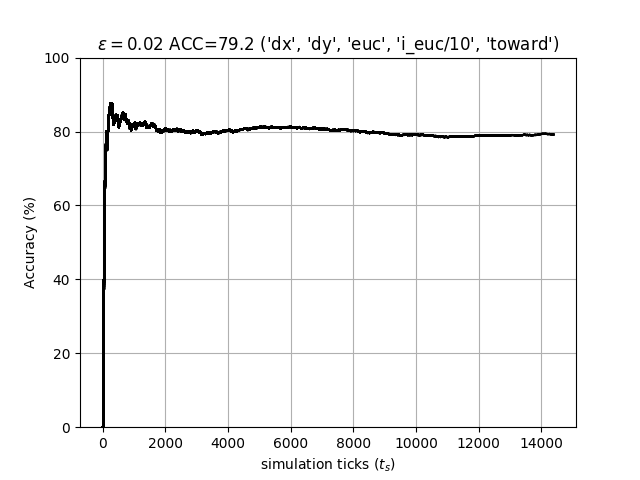 ε = 0.02 ACC=79.2 ('dx', 'dy', 'euc', 'i_euc/10', 'toward')
100
80
60
40
20
0
Accuracy (%)
0 2000 4000 6000 8000 10000 12000 14000
simulation ticks (tₛ)